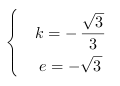 k = − √3/3
e = −√3